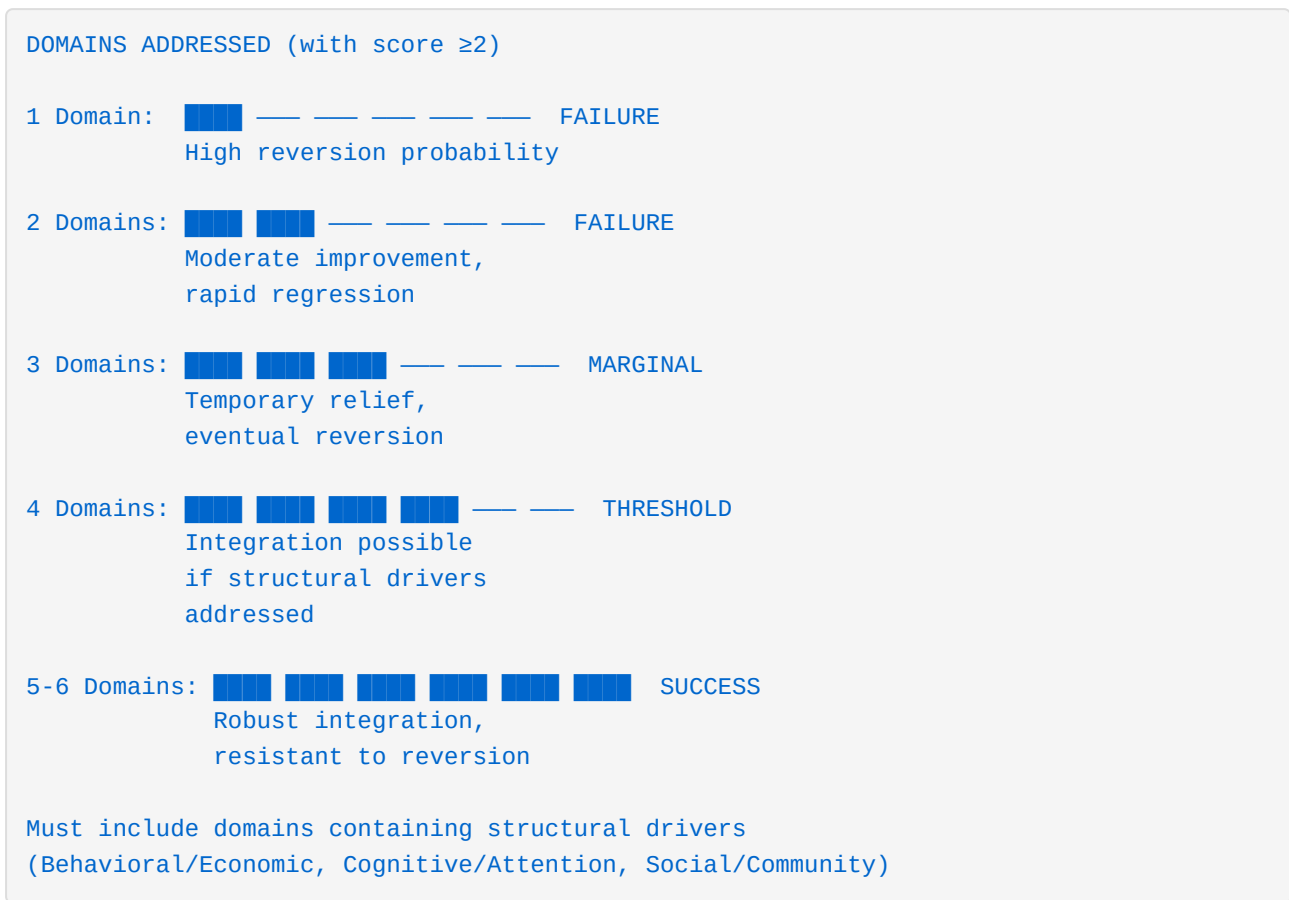 DOMAINS ADDRESSED (with score ≥2)
1 Domain: ████ ─── ─── ─── ─── ─── FAILURE
High reversion probability
2 Domains: ████ ████ ─── ─── ─── ─── FAILURE
Moderate improvement,
rapid regression
3 Domains: ████ ████ ████ ─── ─── ─── MARGINAL
Temporary relief,
eventual reversion
4 Domains: ████ ████ ████ ████ ─── ─── THRESHOLD
Integration possible
if structural drivers
addressed
5-6 Domains: ████ ████ ████ ████ ████ ████ SUCCESS
Robust integration,
resistant to reversion
Must include domains containing structural drivers
(Behavioral/Economic, Cognitive/Attention, Social/Community)